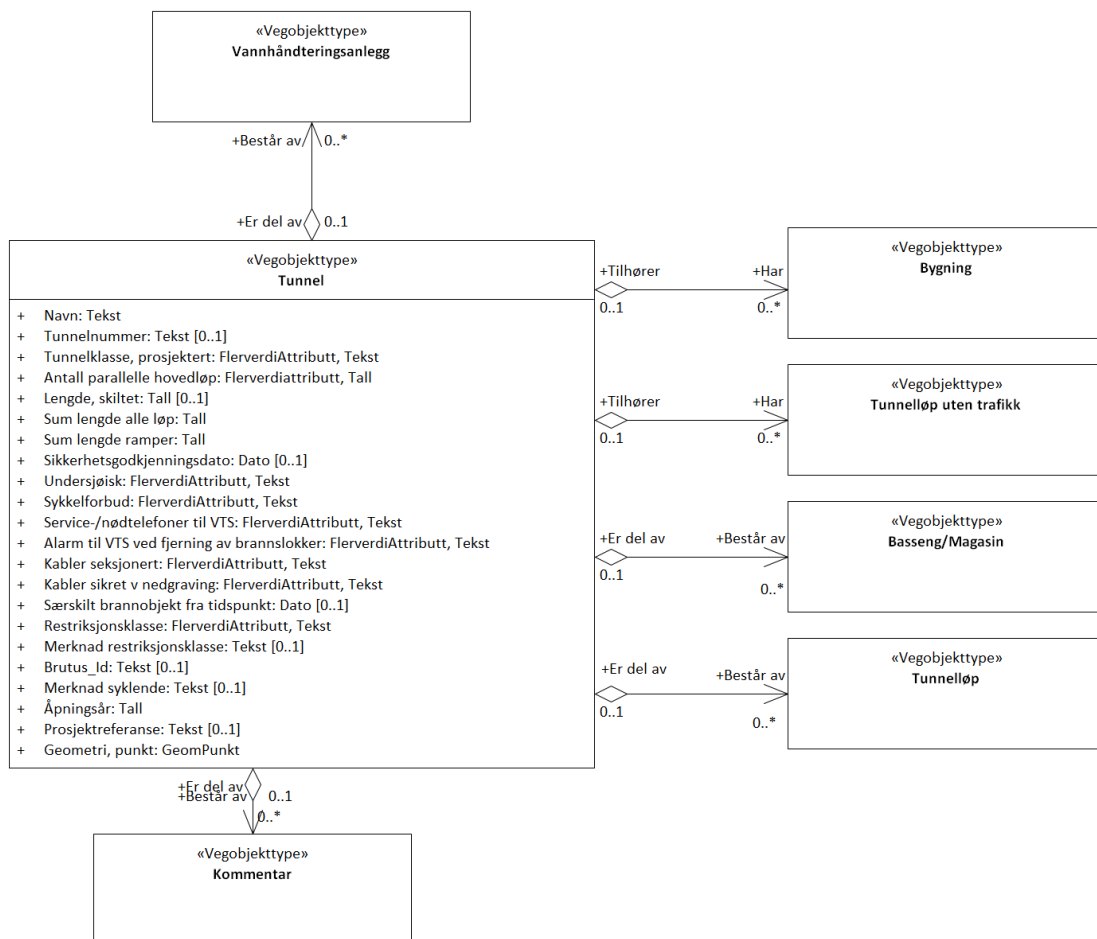 «Vegobjekttype»
Vannhåndteringsanlegg
+Består av
0..*
+Er del av
0..1
«Vegobjekttype»
Tunnel
+ Navn: Tekst
+ Tunnelnummer: Tekst [0..1]
+ Tunnelklasse, prosjektert: FlerverdiAttributt, Tekst
+ Antall parallelle hovedløp: Flerverdiattributt, Tall
+ Lengde, skiltet: Tall [0..1]
+ Sum lengde alle løp: Tall
+ Sum lengde ramper: Tall
+ Sikkerhetsgodkjenningsdato: Dato [0..1]
+ Undersjøisk: FlerverdiAttributt, Tekst
+ Sykkelforbud: FlerverdiAttributt, Tekst
+ Service-/nødtelefoner til VTS: FlerverdiAttributt, Tekst
+ Alarm til VTS ved fjerning av brannslokker: FlerverdiAttributt, Tekst
+ Kabler seksjonert: FlerverdiAttributt, Tekst
+ Kabler sikret v nedgraving: FlerverdiAttributt, Tekst
+ Særskilt brannobjekt fra tidspunkt: Dato [0..1]
+ Restriksjonsklasse: FlerverdiAttributt, Tekst
+ Merknad restriksjonsklasse: Tekst [0..1]
+ Brutus_Id: Tekst [0..1]
+ Merknad syklende: Tekst [0..1]
+ Åpningsår: Tall
+ Prosjektreferanse: Tekst [0..1]
+ Geometri, punkt: GeomPunkt
+Tilhører
+Har
0..1
0..*
«Vegobjekttype»
Bygning
+Tilhører
+Har
0..1
0..*
«Vegobjekttype»
Tunnelløp uten trafikk
+Er del av
+Består av
0..1
0..*
«Vegobjekttype»
Basseng/Magasin
+Er del av
+Består av
0..1
0..*
«Vegobjekttype»
Tunnelløp
+Er del av
+Består av
0..1
0..*
«Vegobjekttype»
Kommentar